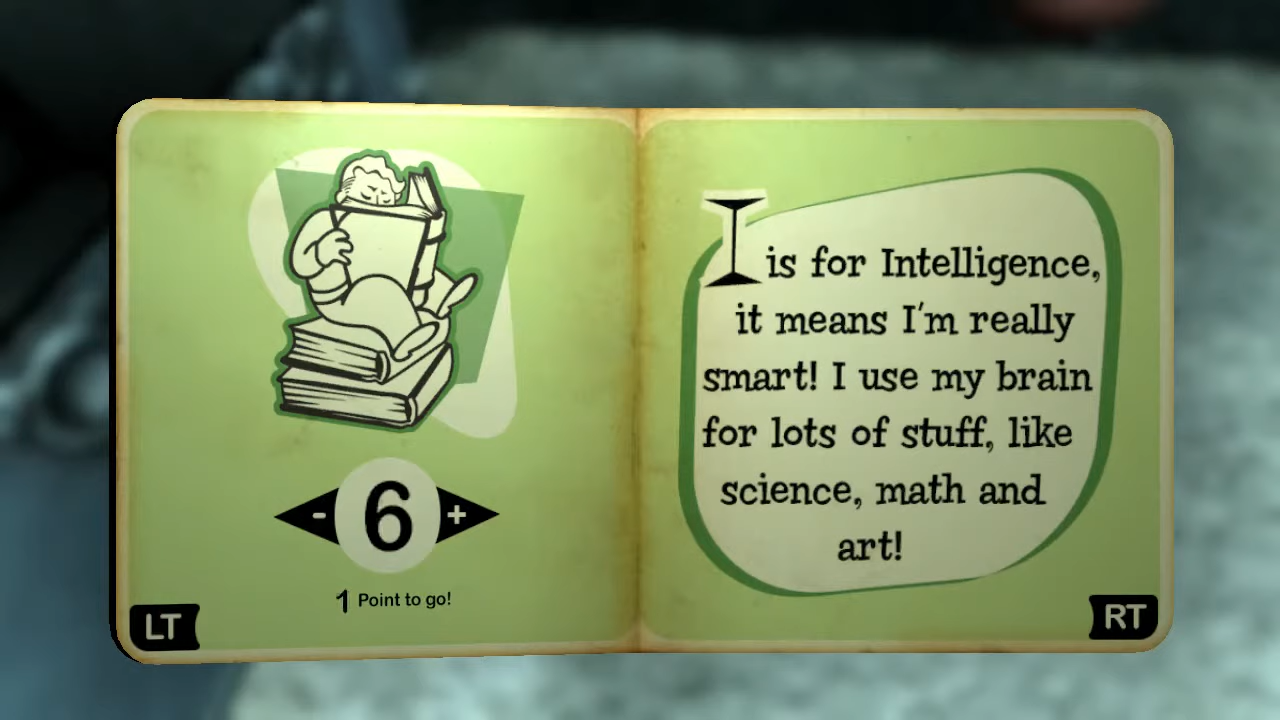 I is for Intelligence,
it means I'm really
smart! I use my brain
for lots of stuff, like
science, math and
art!
- 6 +
1 Point to go!
LT
RT